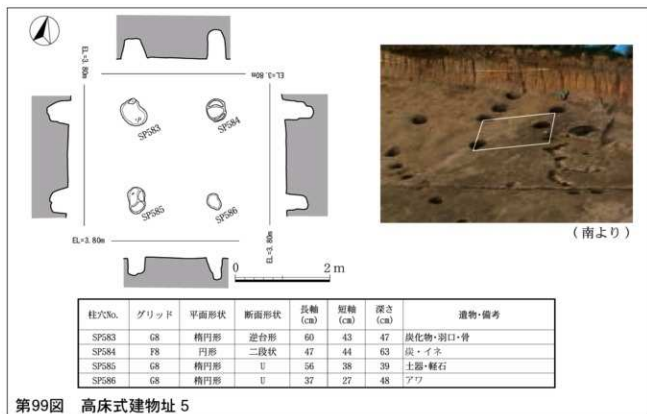 EL=3.80m
EL=3.80m
SP583
SP584
SP585
SP586
EL=3.80m
EL=3.80m
0 2 m
(南より)
柱穴No. グリッド 平面形状 断面形状 長軸(cm) 短軸(cm) 深さ(cm) 遺物・備考
SP583 G8 楕円形 逆台形 60 43 47 炭化物・羽口・骨
SP584 F8 円形 二段状 47 44 63 炭・イネ
SP585 G8 楕円形 U 56 38 39 土器・軽石
SP586 G8 楕円形 U 37 27 48 アワ
第99図 高床式建物址 5